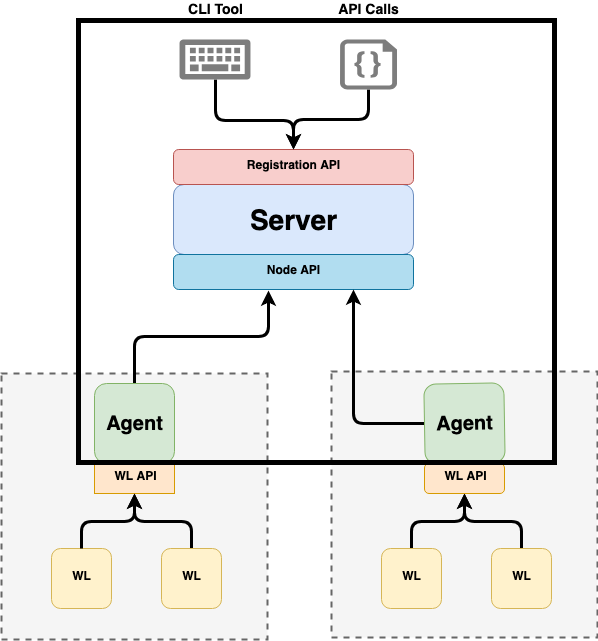 CLI Tool
API Calls
{}
Registration API
Server
Node API
Agent
Agent
WL API
WL API
WL
WL
WL
WL